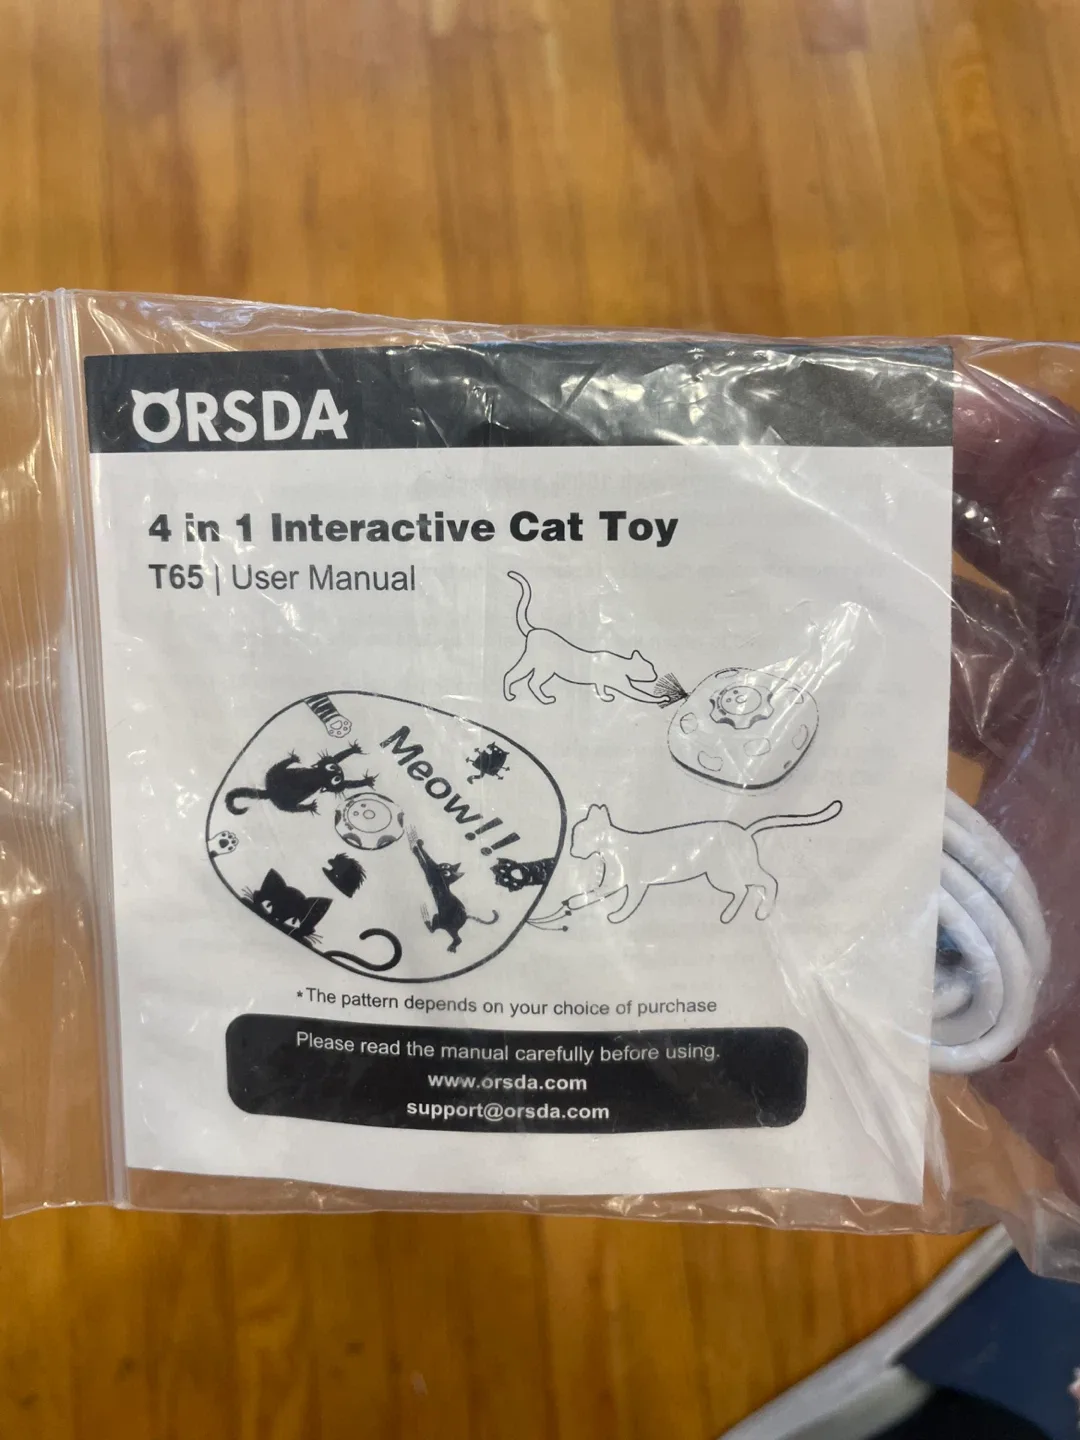 ORSDA
4 in 1 Interactive Cat Toy
T65 | User Manual
Meow!!
*The pattern depends on your choice of purchase
Please read the manual carefully before using.
www.orsda.com
support@orsda.com